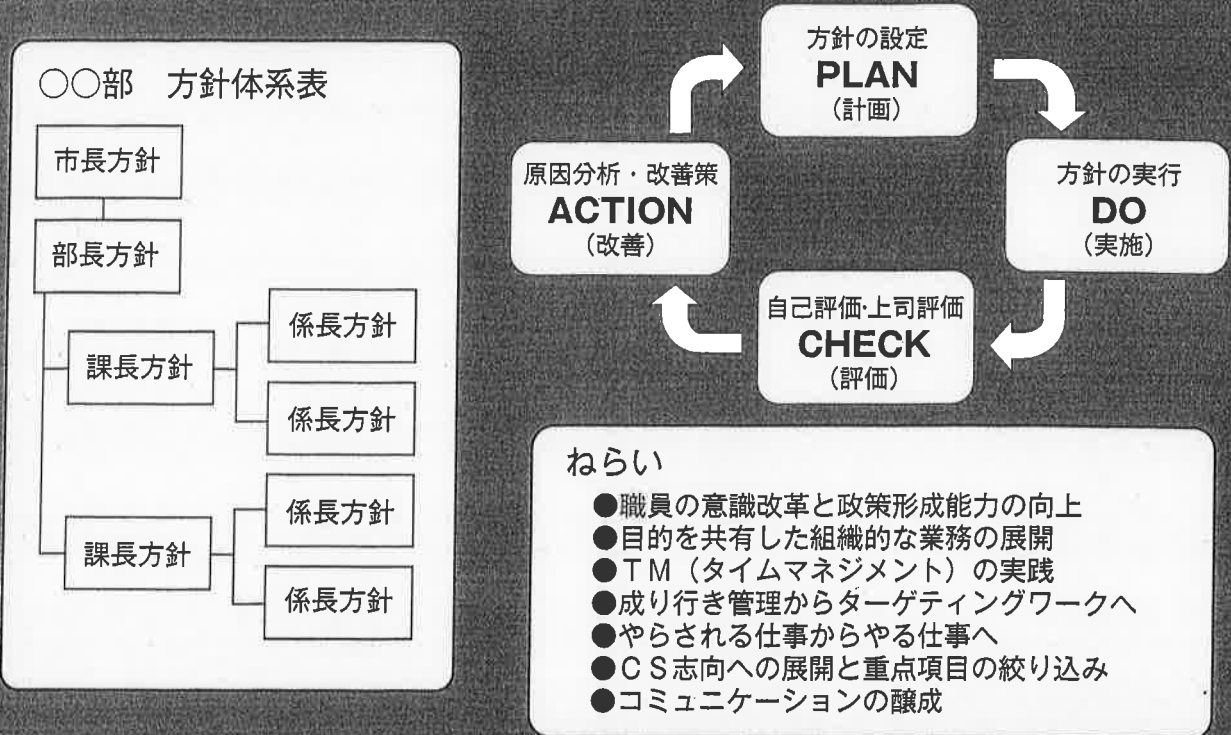 ○○部　方針体系表
市長方針
部長方針
課長方針
係長方針
係長方針
課長方針
係長方針
係長方針
方針の設定
PLAN
(計画)
方針の実行
DO
(実施)
自己評価・上司評価
CHECK
(評価)
原因分析・改善策
ACTION
(改善)
ねらい
●職員の意識改革と政策形成能力の向上
●目的を共有した組織的な業務の展開
●ＴＭ（タイムマネジメント）の実践
●成り行き管理からターゲティングワークへ
●やらされる仕事からやる仕事へ
●ＣＳ志向への展開と重点項目の絞り込み
●コミュニケーションの醸成